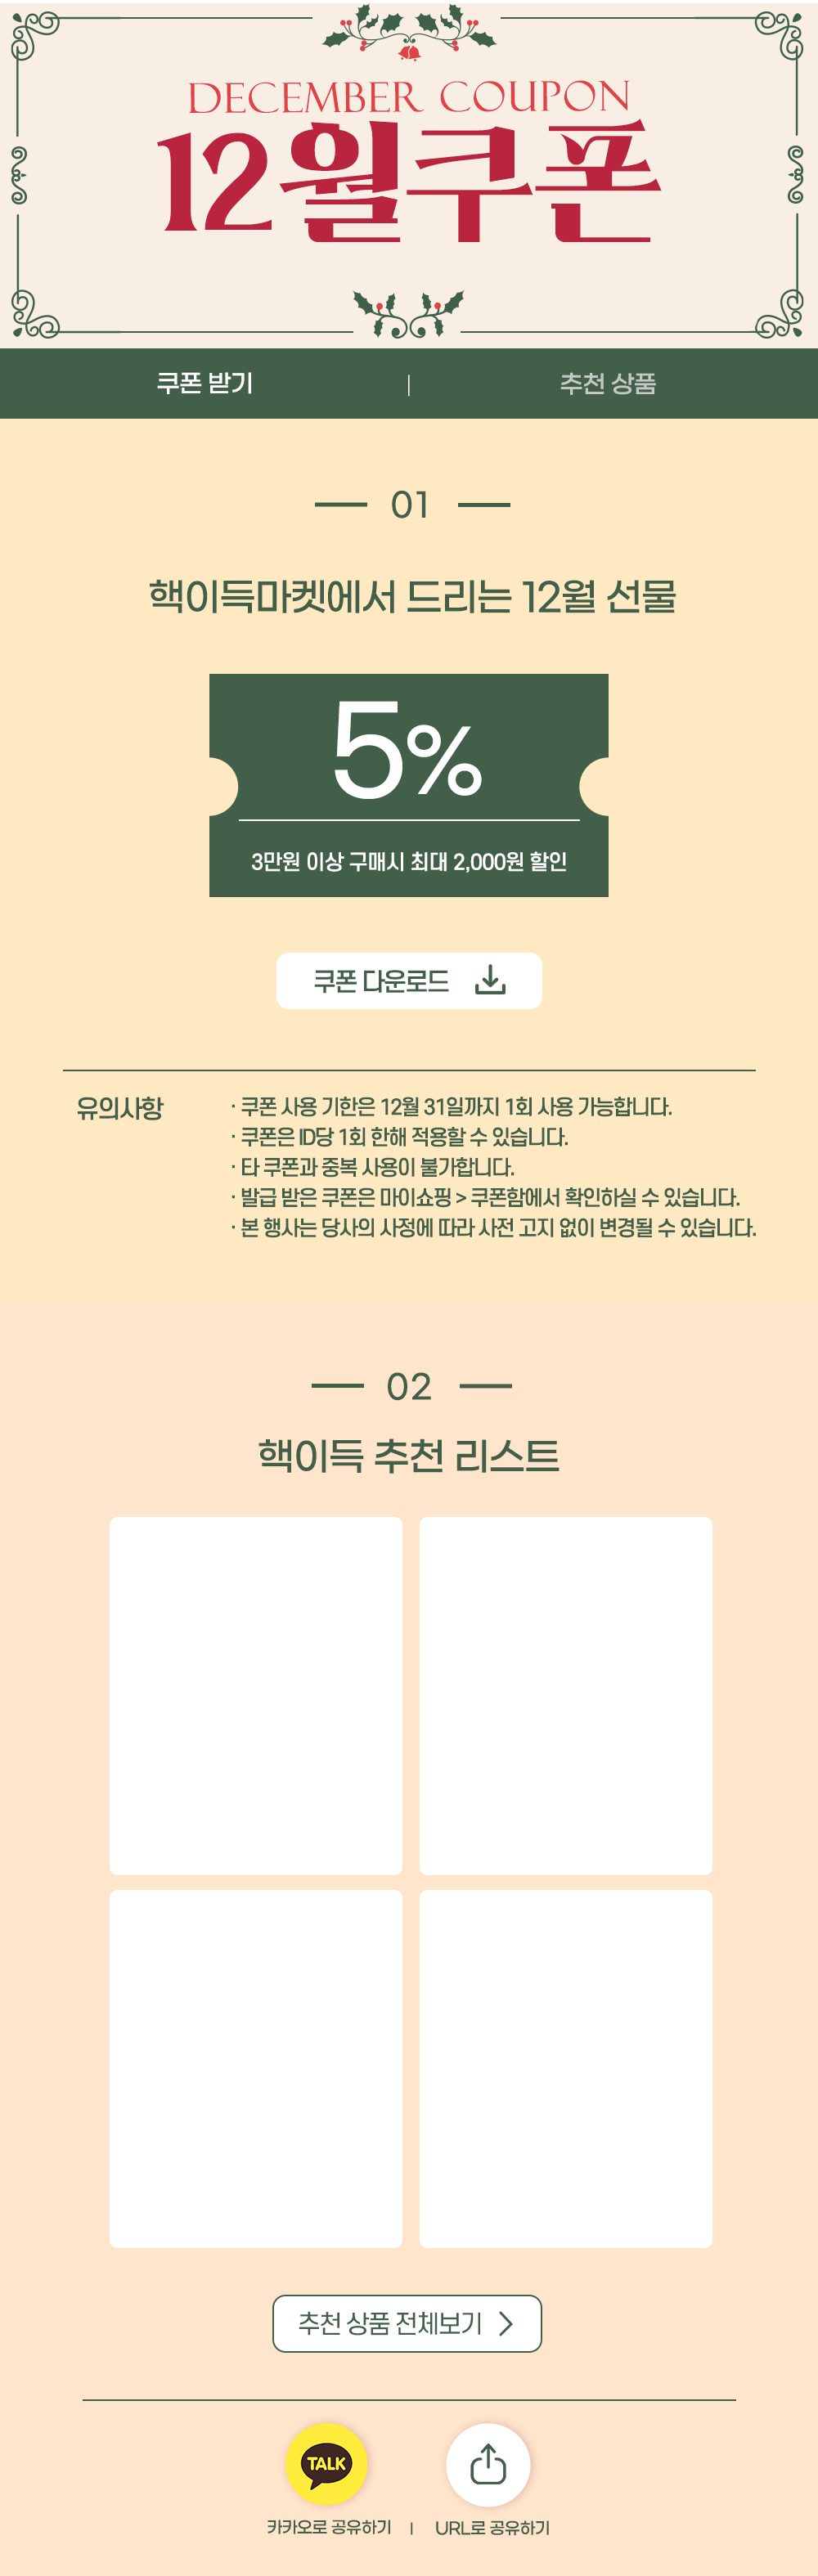 DECEMBER COUPON
12월쿠폰
쿠폰 받기 | 추천 상품
01
핵이득마켓에서 드리는 12월 선물
5%
3만원 이상 구매시 최대 2,000원 할인
쿠폰 다운로드
유의사항
· 쿠폰 사용 기한은 12월 31일까지 1회 사용 가능합니다.
· 쿠폰은 ID당 1회 한해 적용할 수 있습니다.
· 타 쿠폰과 중복 사용이 불가합니다.
· 발급 받은 쿠폰은 마이쇼핑 > 쿠폰함에서 확인하실 수 있습니다.
· 본 행사는 당사의 사정에 따라 사전 고지 없이 변경될 수 있습니다.
02
핵이득 추천 리스트
추천 상품 전체보기
TALK
카카오로 공유하기 | URL로 공유하기